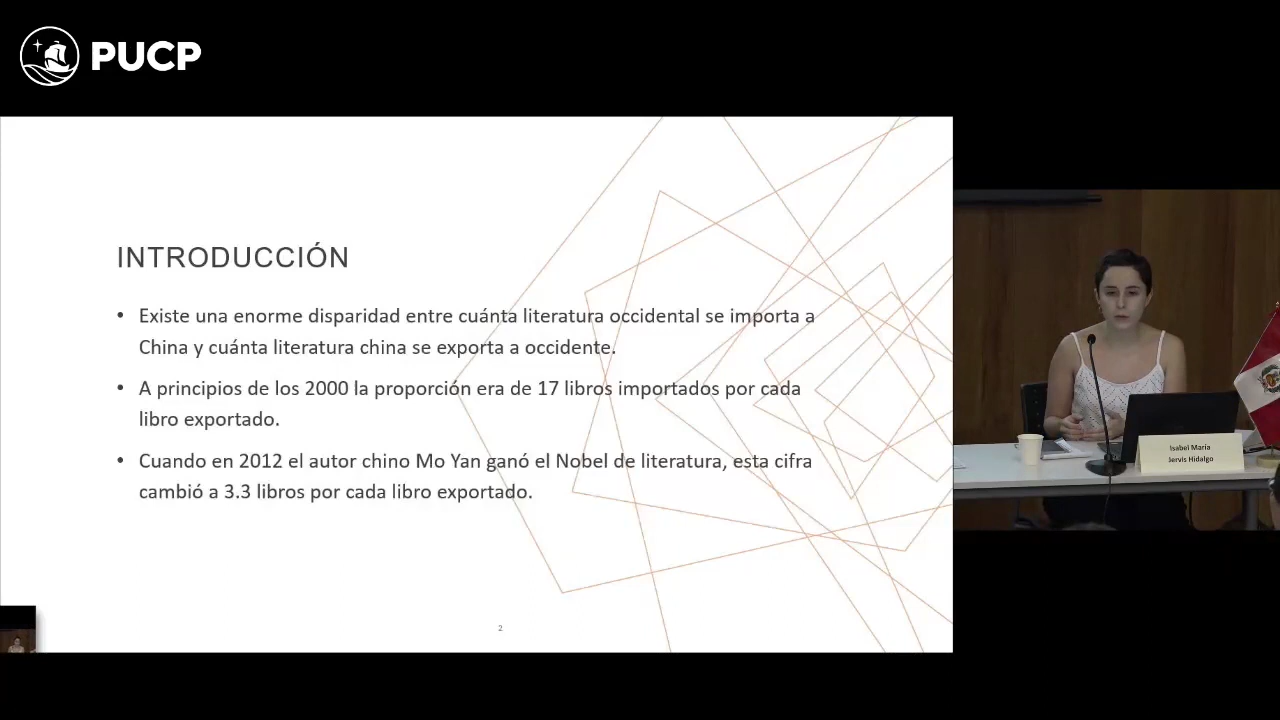 PUCP
INTRODUCCIÓN
• Existe una enorme disparidad entre cuánta literatura occidental se importa a
China y cuánta literatura china se exporta a occidente.
• A principios de los 2000 la proporción era de 17 libros importados por cada
libro exportado.
• Cuando en 2012 el autor chino Mo Yan ganó el Nobel de literatura, esta cifra
cambió a 3.3 libros por cada libro exportado.
2
Isabel María
Jervis Hidalgo